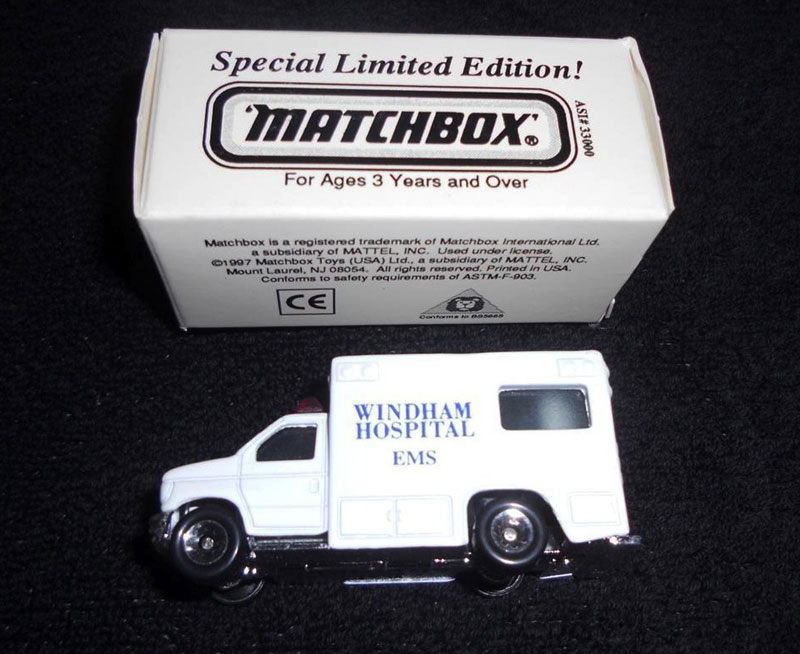 Special Limited Edition!
'MATCHBOX'®
ASI# 33000
For Ages 3 Years and Over
Matchbox is a registered trademark of Matchbox International Ltd.
a subsidiary of MATTEL, INC. Used under license.
©1997 Matchbox Toys (USA) Ltd., a subsidiary of MATTEL, INC.
Mount Laurel, NJ 08054. All rights reserved. Printed in USA.
Conforms to safety requirements of ASTM-F-903.
CE
Conforms to BS5665
WINDHAM
HOSPITAL
EMS